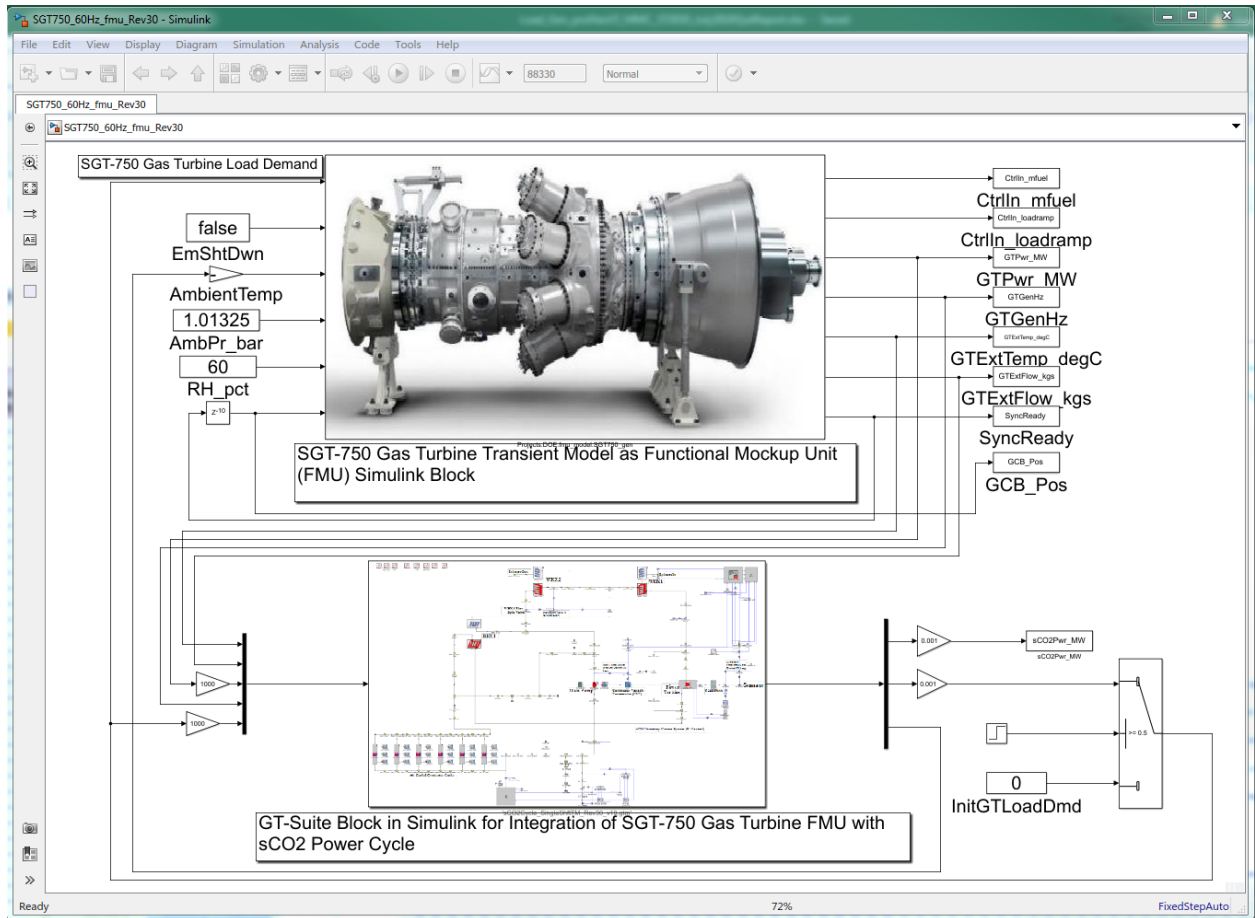 SGT750_60Hz_fmu_Rev30 - Simulink
File Edit View Display Diagram Simulation Analysis Code Tools Help
88330
Normal
SGT750_60Hz_fmu_Rev30
SGT750_60Hz_fmu_Rev30
SGT-750 Gas Turbine Load Demand
false
EmShtDwn
AmbientTemp
1.01325
AmbPr_bar
60
RH_pct
z-10
CtrlIn_mfuel
CtrlIn_mfuel
CtrlIn_loadramp
CtrlIn_loadramp
GTPwr_MW
GTPwr_MW
GTGenHz
GTGenHz
GTExtTemp_degC
GTExtTemp_degC
GTExtFlow_kgs
GTExtFlow_kgs
SyncReady
SyncReady
GCB_Pos
GCB_Pos
SGT-750 Gas Turbine Transient Model as Functional Mockup Unit
(FMU) Simulink Block
1000
1000
0.001
0.001
sCO2Pwr_MW
sCO2Pwr_MW
>= 0.5
0
InitGTLoadDmd
GT-Suite Block in Simulink for Integration of SGT-750 Gas Turbine FMU with
sCO2 Power Cycle
Ready
72%
FixedStepAuto